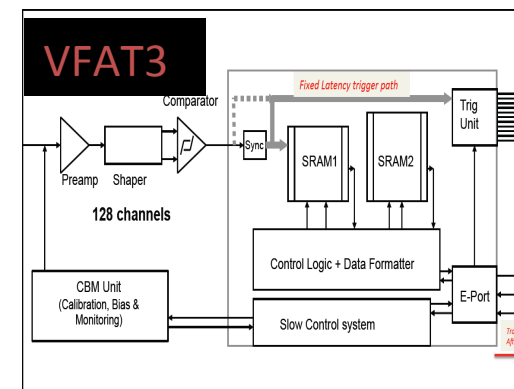 VFAT3
Fixed Latency trigger path
Comparator
Trig
Unit
Sync
SRAM1
SRAM2
Preamp
Shaper
128 channels
Control Logic + Data Formatter
CBM Unit
(Calibration, Bias &
Monitoring)
E-Port
Slow Control system